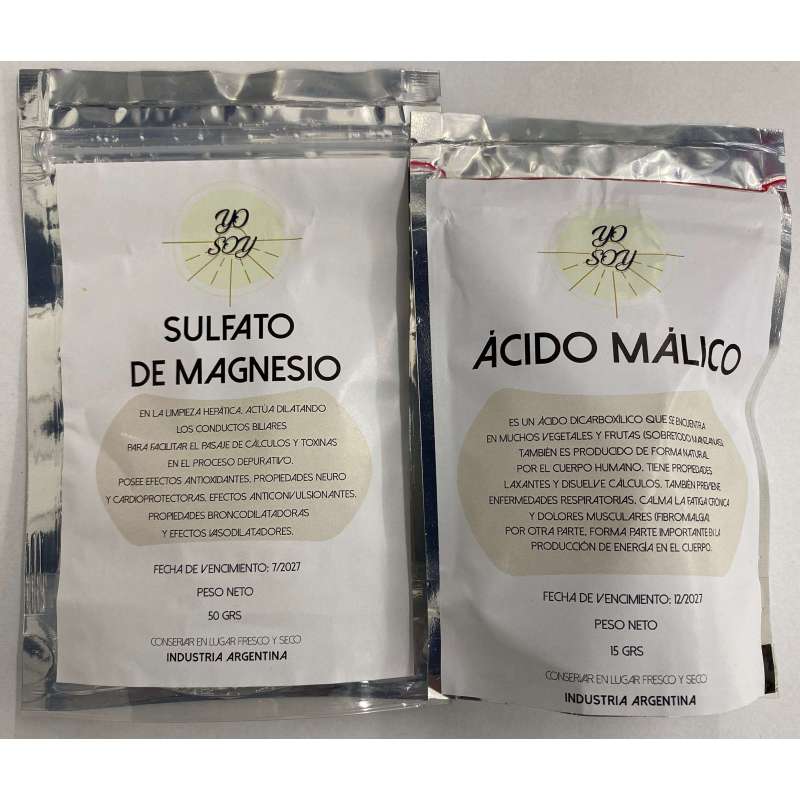 YO
SOY
SULFATO
DE MAGNESIO
EN LA LIMPIEZA HEPÁTICA, ACTÚA DILATANDO
LOS CONDUCTOS BILIARES
PARA FACILITAR EL PASAJE DE CÁLCULOS Y TOXINAS
EN EL PROCESO DEPURATIVO.
POSEE EFECTOS ANTIOXIDANTES. PROPIEDADES NEURO
Y CARDIOPROTECTORAS. EFECTOS ANTICONVULSIONANTES.
PROPIEDADES BRONCODILATADORAS
Y EFECTOS VASODILATADORES.
FECHA DE VENCIMIENTO: 7/2027
PESO NETO
50 GRS
CONSERVAR EN LUGAR FRESCO Y SECO
INDUSTRIA ARGENTINA
YO
SOY
ÁCIDO MÁLICO
ES UN ÁCIDO DICARBOXÍLICO QUE SE ENCUENTRA
EN MUCHOS VEGETALES Y FRUTAS (SOBRETODO MANZANAS).
TAMBIÉN ES PRODUCIDO DE FORMA NATURAL
POR EL CUERPO HUMANO. TIENE PROPIEDADES
LAXANTES Y DISUELVE CÁLCULOS. TAMBIÉN PREVIENE
ENFERMEDADES RESPIRATORIAS. CALMA LA FATIGA CRÓNICA
Y DOLORES MUSCULARES (FIBROMIALGIA)
POR OTRA PARTE, FORMA PARTE IMPORTANTE EN LA
PRODUCCIÓN DE ENERGÍA EN EL CUERPO.
FECHA DE VENCIMIENTO: 12/2027
PESO NETO
15 GRS
CONSERVAR EN LUGAR FRESCO Y SECO
INDUSTRIA ARGENTINA